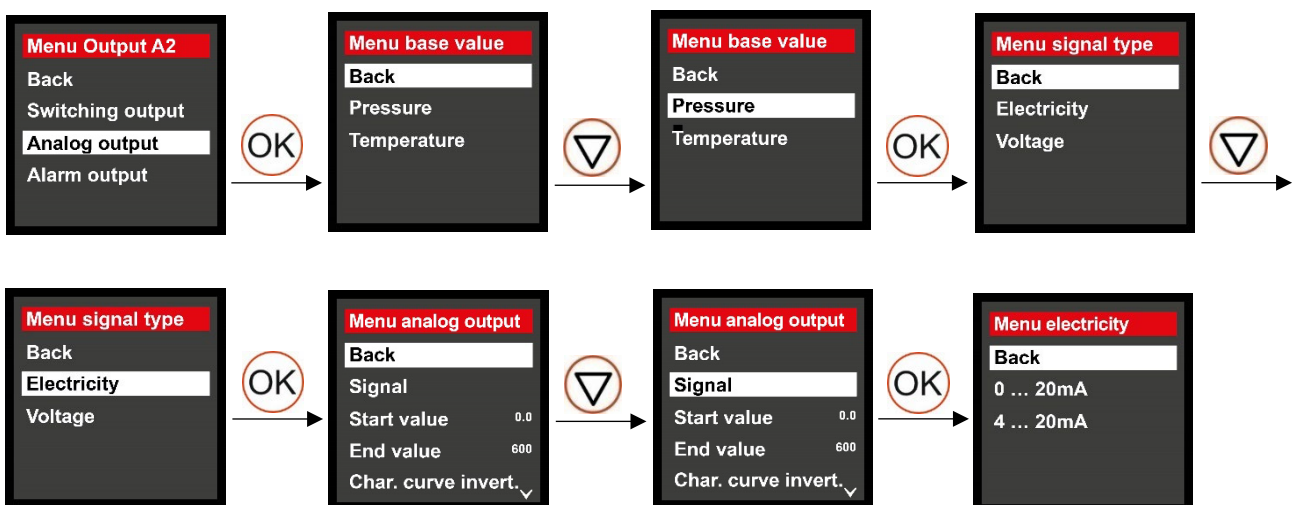 Menu Output A2
Back
Switching output
Analog output
Alarm output
OK
Menu base value
Back
Pressure
Temperature
Menu base value
Back
Pressure
Temperature
OK
Menu signal type
Back
Electricity
Voltage
Menu signal type
Back
Electricity
Voltage
OK
Menu analog output
Back
Signal
Start value 0.0
End value 600
Char. curve invert.
Menu analog output
Back
Signal
Start value 0.0
End value 600
Char. curve invert.
OK
Menu electricity
Back
0 ... 20mA
4 ... 20mA